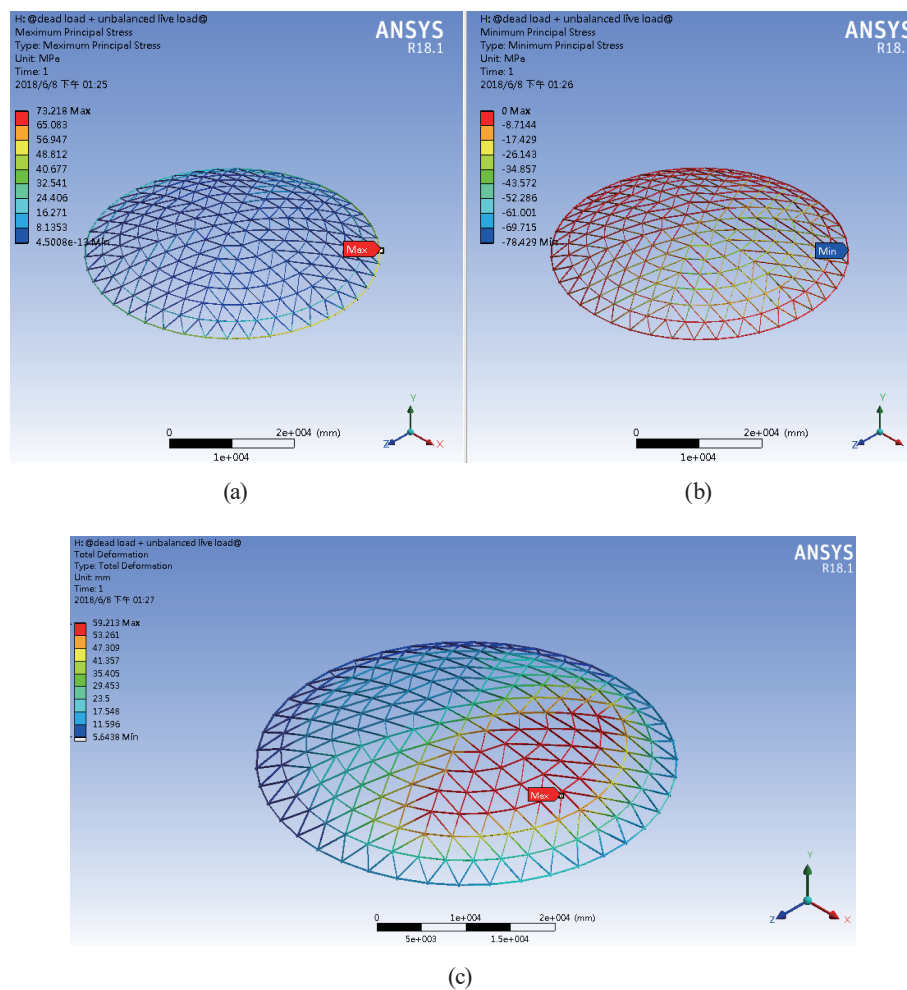 H: @dead load + unbalanced live load@
Maximum Principal Stress
Type: Maximum Principal Stress
Unit: MPa
Time: 1
2018/6/8 下午 01:25
ANSYS
R18.1
73.218 Max
65.083
56.947
48.812
40.677
32.541
24.406
16.271
8.1353
4.5008e-13 Min
Max
0
2e+004 (mm)
1e+004
Y
Z
X
(a)
H: @dead load + unbalanced live load@
Minimum Principal Stress
Type: Minimum Principal Stress
Unit: MPa
Time: 1
2018/6/8 下午 01:26
ANSYS
R18.1
0 Max
-8.7144
-17.429
-26.143
-34.857
-43.572
-52.286
-61.001
-69.715
-78.429 Min
Min
0
2e+004 (mm)
1e+004
Y
Z
(b)
H: @dead load + unbalanced live load@
Total Deformation
Type: Total Deformation
Unit: mm
Time: 1
2018/6/8 下午 01:27
ANSYS
R18.1
59.213 Max
53.261
47.309
41.357
35.405
29.453
23.5
17.548
11.596
5.6438 Min
Max
0
1e+004
2e+004 (mm)
5e+003
1.5e+004
Y
Z
X
(c)